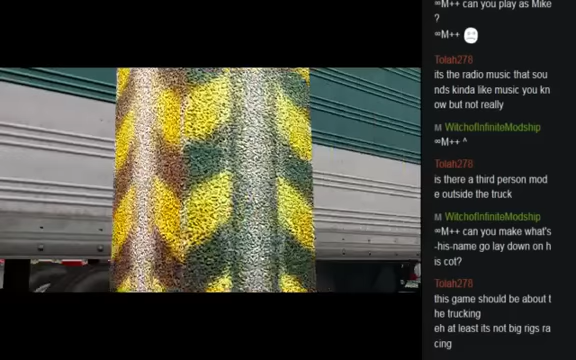 ∞M++ can you play as Mike
?
∞M++
Tolah278
its the radio music that sou
nds kinda like music you kn
ow but not really
M WitchofInfiniteModship
∞M++ ^
Tolah278
is there a third person mod
e outside the truck
M WitchofInfiniteModship
∞M++ can you make what's
-his-name go lay down on h
is cot?
Tolah278
this game should be about t
he trucking
eh at least its not big rigs ra
cing